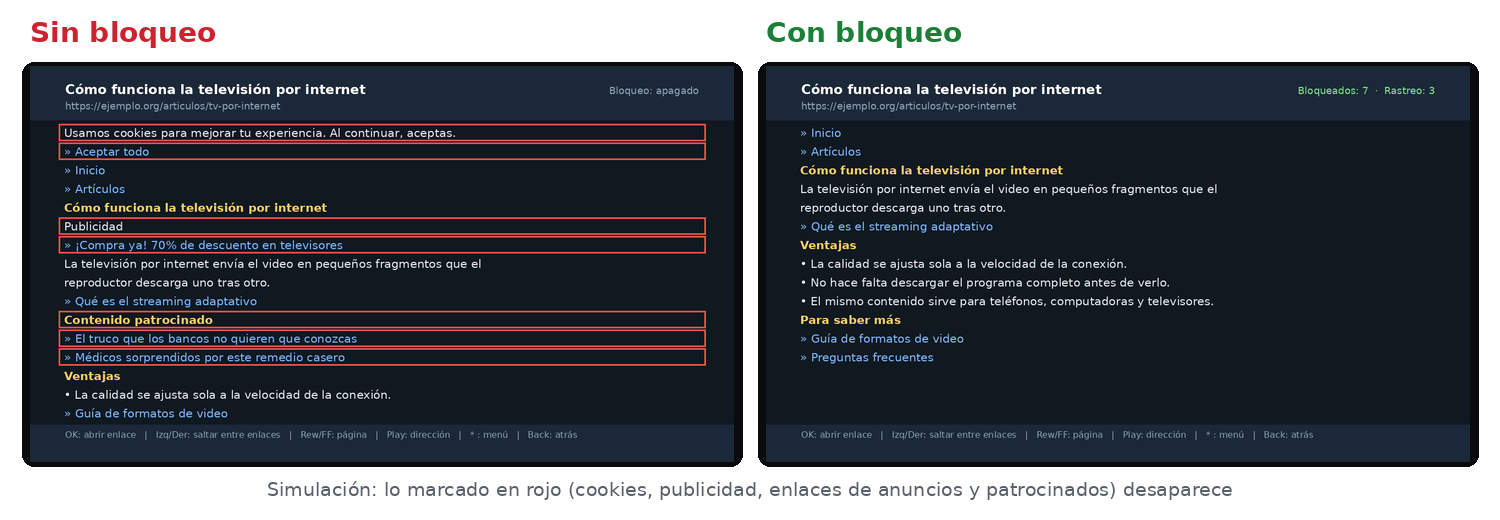 Sin bloqueo
Cómo funciona la televisión por internet
https://ejemplo.org/articulos/tv-por-internet
Bloqueo: apagado
Usamos cookies para mejorar tu experiencia. Al continuar, aceptas.
» Aceptar todo
» Inicio
» Artículos
Cómo funciona la televisión por internet
Publicidad
» ¡Compra ya! 70% de descuento en televisores
La televisión por internet envía el video en pequeños fragmentos que el
reproductor descarga uno tras otro.
» Qué es el streaming adaptativo
Contenido patrocinado
» El truco que los bancos no quieren que conozcas
» Médicos sorprendidos por este remedio casero
Ventajas
• La calidad se ajusta sola a la velocidad de la conexión.
» Guía de formatos de video
OK: abrir enlace | Izq/Der: saltar entre enlaces | Rew/FF: página | Play: dirección | * : menú | Back: atrás
Con bloqueo
Cómo funciona la televisión por internet
https://ejemplo.org/articulos/tv-por-internet
Bloqueados: 7 · Rastreo: 3
» Inicio
» Artículos
Cómo funciona la televisión por internet
La televisión por internet envía el video en pequeños fragmentos que el
reproductor descarga uno tras otro.
» Qué es el streaming adaptativo
Ventajas
• La calidad se ajusta sola a la velocidad de la conexión.
• No hace falta descargar el programa completo antes de verlo.
• El mismo contenido sirve para teléfonos, computadoras y televisores.
Para saber más
» Guía de formatos de video
» Preguntas frecuentes
OK: abrir enlace | Izq/Der: saltar entre enlaces | Rew/FF: página | Play: dirección | * : menú | Back: atrás
Simulación: lo marcado en rojo (cookies, publicidad, enlaces de anuncios y patrocinados) desaparece